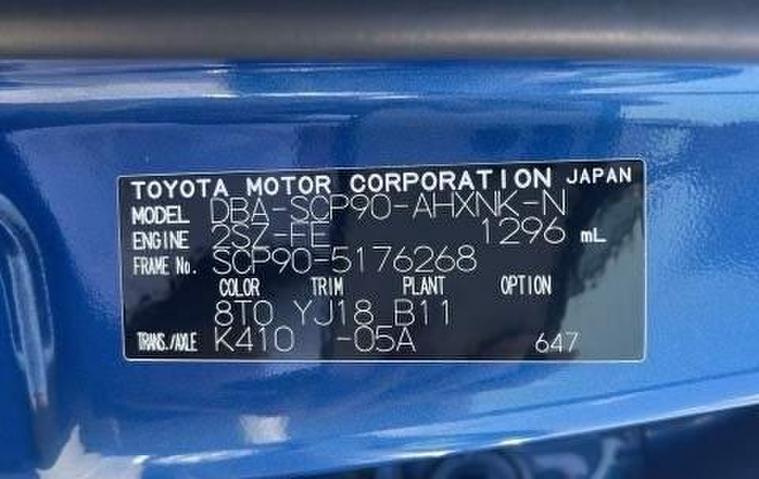 TOYOTA MOTOR CORPORATION JAPAN
MODEL DBA-SCP90-AHXNK-N
ENGINE 2SZ-FE 1296 mL
FRAME No. SCP90-5176268
COLOR TRIM PLANT OPTION
8T0 YJ18 B11
TRANS./AXLE K410 -05A 647